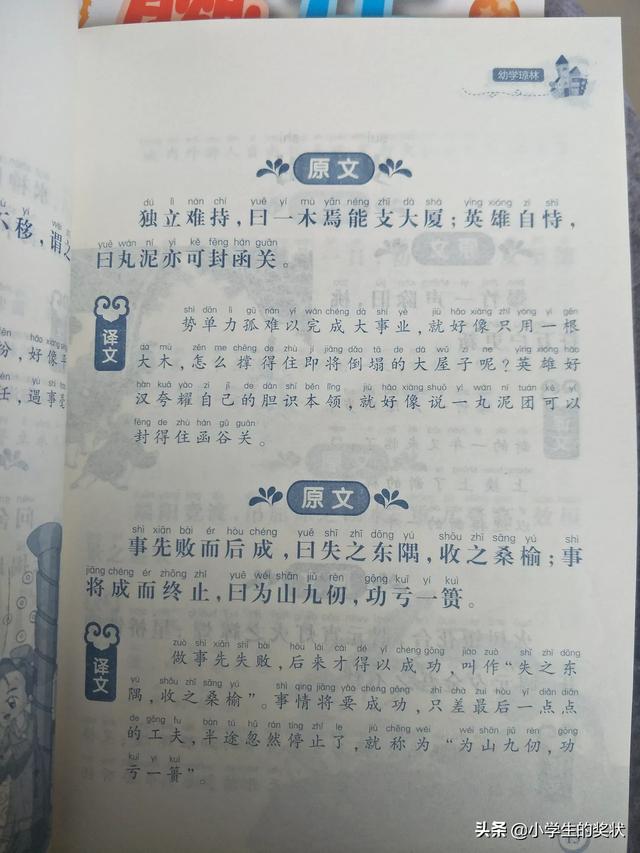 幼学琼林
原文
dú lì nán chí yuē yí mù yān néng zhī dà shà yīng xióng zì shì
独立难持，曰一木焉能支大厦；英雄自恃，
yuē wán ní yì kě fēng hán guān
曰丸泥亦可封函关。
译文
shì dān lì gū nán yǐ wán chéng dà shì yè jiù hǎo xiàng zhǐ yòng yì gēn
势单力孤难以完成大事业，就好像只用一根
dà mù zěn me chēng de zhù jí jiāng dǎo tā de dà wū zi ne yīng xióng hǎo
大木，怎么撑得住即将倒塌的大屋子呢？英雄好
hàn kuā yào zì jǐ de dǎn shí běn lǐng jiù hǎo xiàng shuō yì wán ní tuán kě yǐ
汉夸耀自己的胆识本领，就好像说一丸泥团可以
fēng de zhù hán gǔ guān
封得住函谷关。
原文
shì xiān bài ér hòu chéng yuē shī zhī dōng yú shōu zhī sāng yú shì
事先败而后成，曰失之东隅，收之桑榆；事
jiāng chéng ér zhōng zhǐ yuē wéi shān jiǔ rèn gōng kuī yí kuì
将成而终止，曰为山九仞，功亏一篑。
译文
zuò shì xiān shī bài hòu lái cái dé yǐ chéng gōng jiào zuò shī zhī dōng
做事先失败，后来才得以成功，叫作“失之东
yú shōu zhī sāng yú shì qing jiāng yào chéng gōng zhǐ chà zuì hòu yì diǎn diǎn
隅，收之桑榆”。事情将要成功，只差最后一点点
de gōng fu bàn tú hū rán tíng zhǐ le jiù chēng wéi wéi shān jiǔ rèn gōng
的工夫，半途忽然停止了，就称为“为山九仞，功
kuī yí kuì
亏一篑”。
不移，谓之
分，好像平
任，遇事
头条 @小学生的奖状